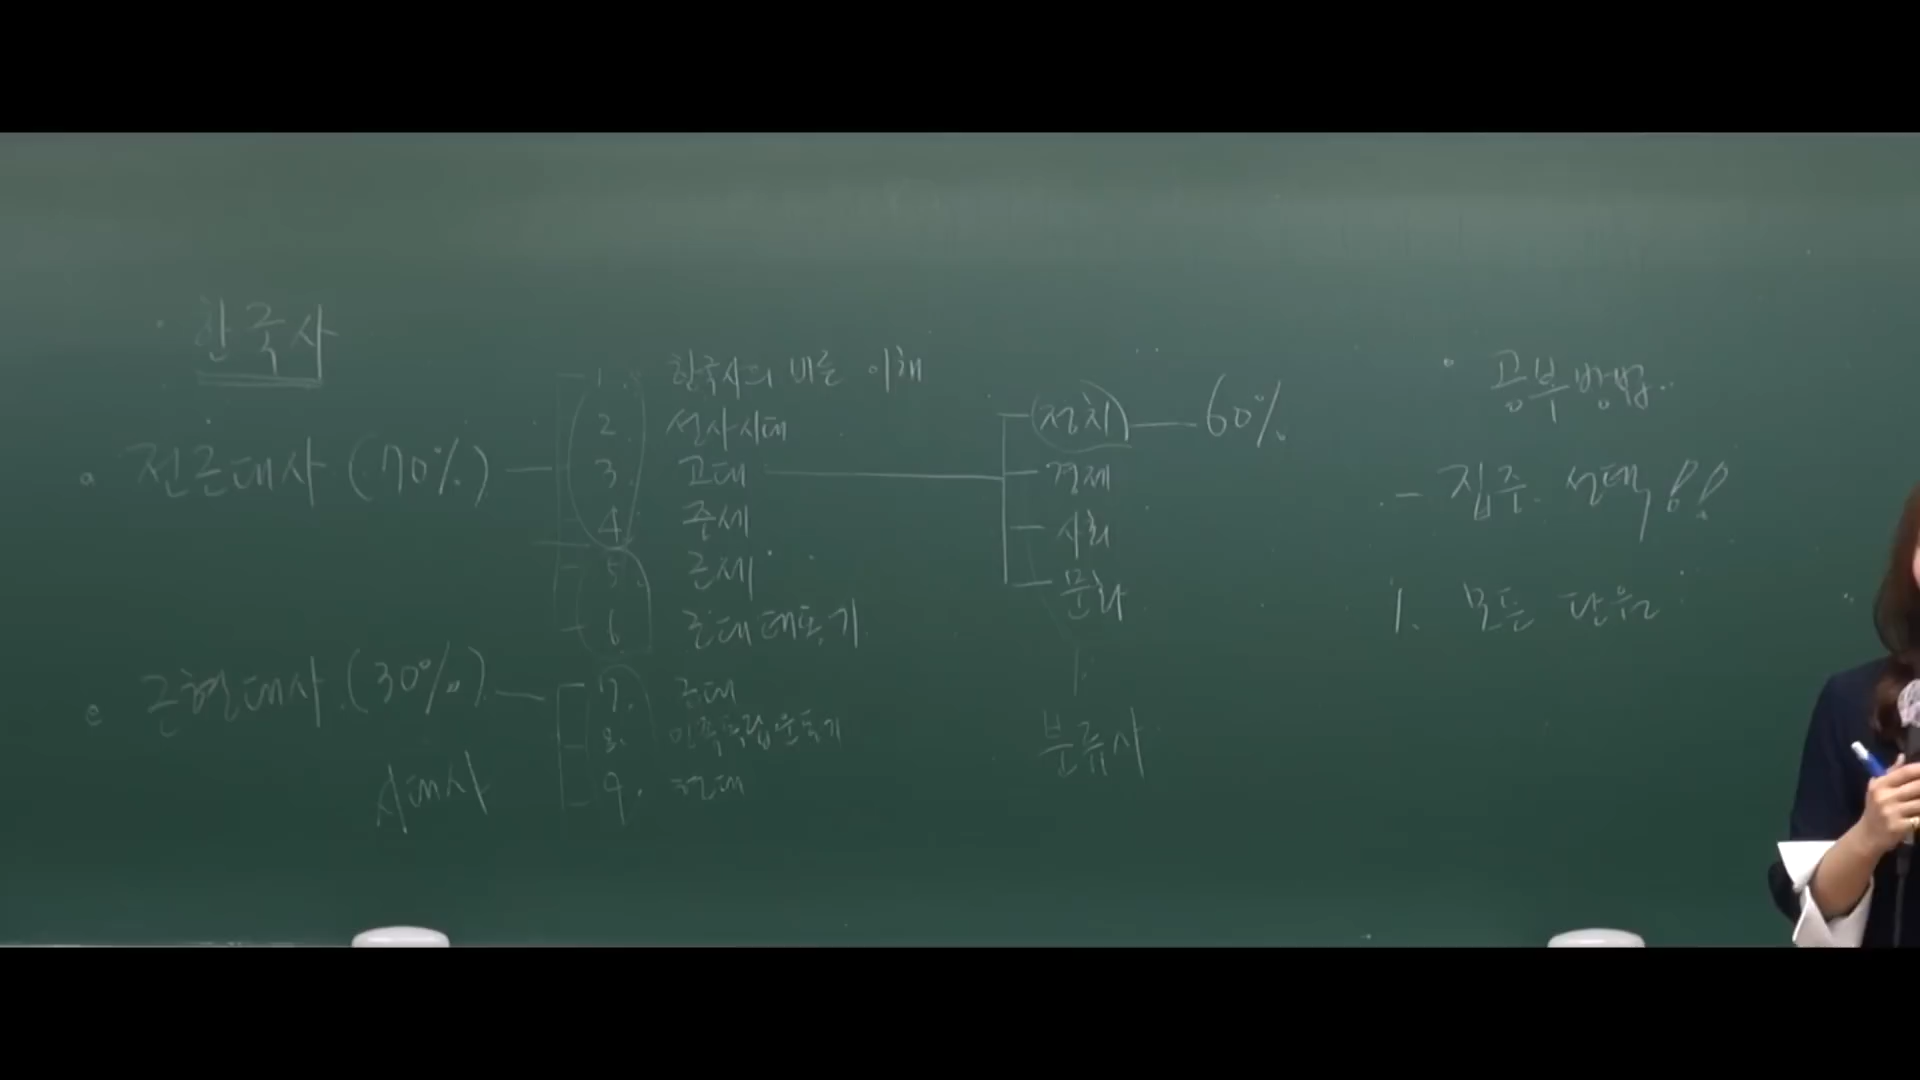 한국사
전근대사 (70%)
1. 한국사의 바른 이해
2. 선사시대
3. 고대
4. 중세
5. 근세
6. 근대태동기
근현대사 (30%)
7. 근대
8. 민족독립운동기
9. 현대
시대사
정치 60%
경제
사회
문화
분류사
공부방법
- 집중. 선택!!
1. 모든 단원